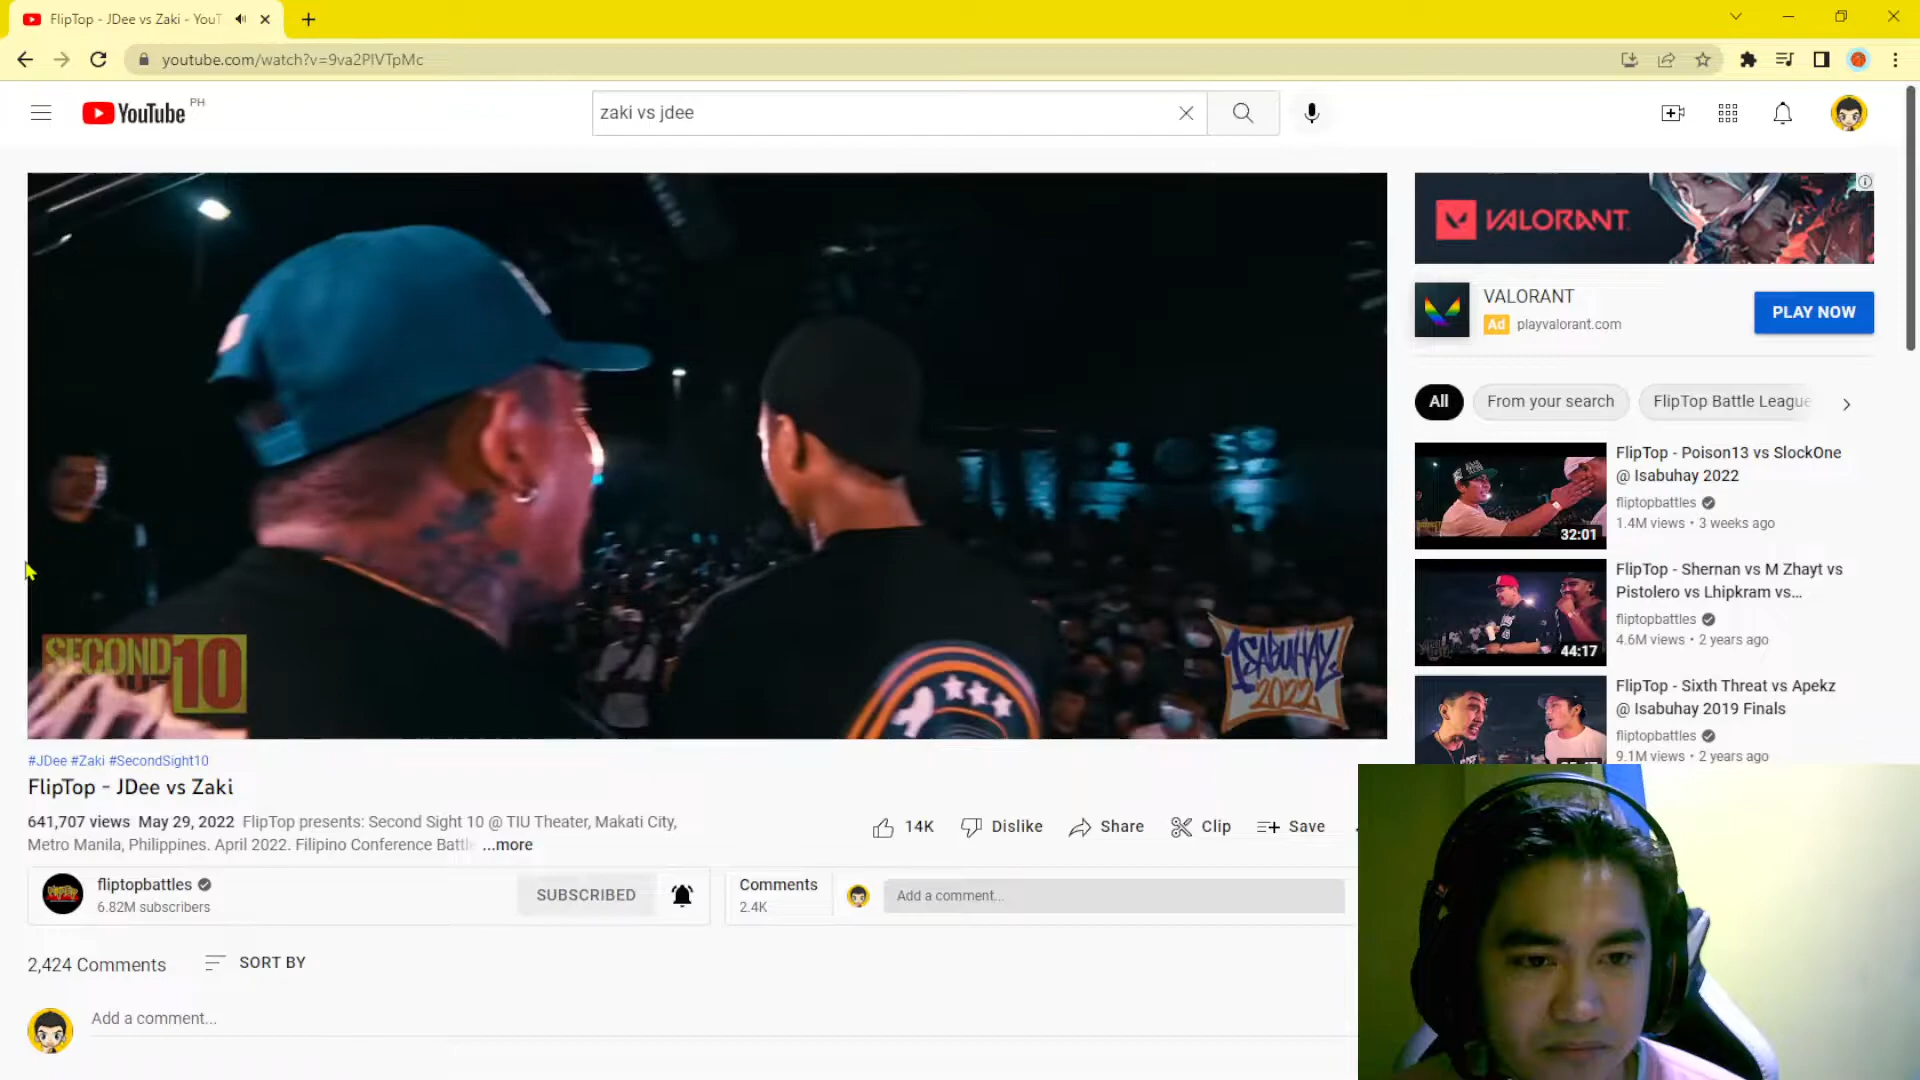 FlipTop - JDee vs Zaki - YouT
youtube.com/watch?v=9va2PlVTpMc
YouTube PH
zaki vs jdee
SECOND
10
ISABUHAY
2022
#JDee #Zaki #SecondSight10
FlipTop - JDee vs Zaki
641,707 views May 29, 2022 FlipTop presents: Second Sight 10 @ TIU Theater, Makati City,
Metro Manila, Philippines. April 2022. Filipino Conference Battle ...more
14K Dislike Share Clip Save
fliptopbattles
6.82M subscribers
SUBSCRIBED
Comments
2.4K
Add a comment...
2,424 Comments SORT BY
Add a comment...
VALORANT
VALORANT
Ad playvalorant.com
PLAY NOW
All From your search FlipTop Battle League
FlipTop - Poison13 vs SlockOne
@ Isabuhay 2022
fliptopbattles
1.4M views • 3 weeks ago
32:01
FlipTop - Shernan vs M Zhayt vs
Pistolero vs Lhipkram vs...
fliptopbattles
4.6M views • 2 years ago
44:17
FlipTop - Sixth Threat vs Apekz
@ Isabuhay 2019 Finals
fliptopbattles
9.1M views • 2 years ago